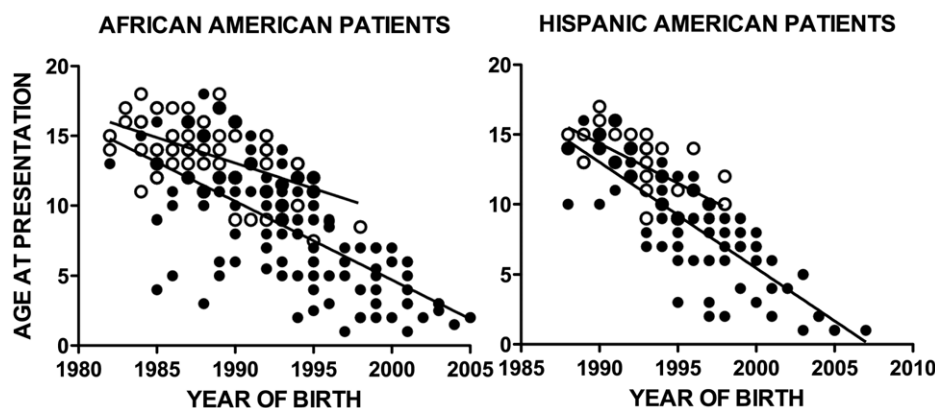 AFRICAN AMERICAN PATIENTS
AGE AT PRESENTATION
20
15
10
5
0
1980 1985 1990 1995 2000 2005
YEAR OF BIRTH
HISPANIC AMERICAN PATIENTS
20
15
10
5
0
1985 1990 1995 2000 2005 2010
YEAR OF BIRTH